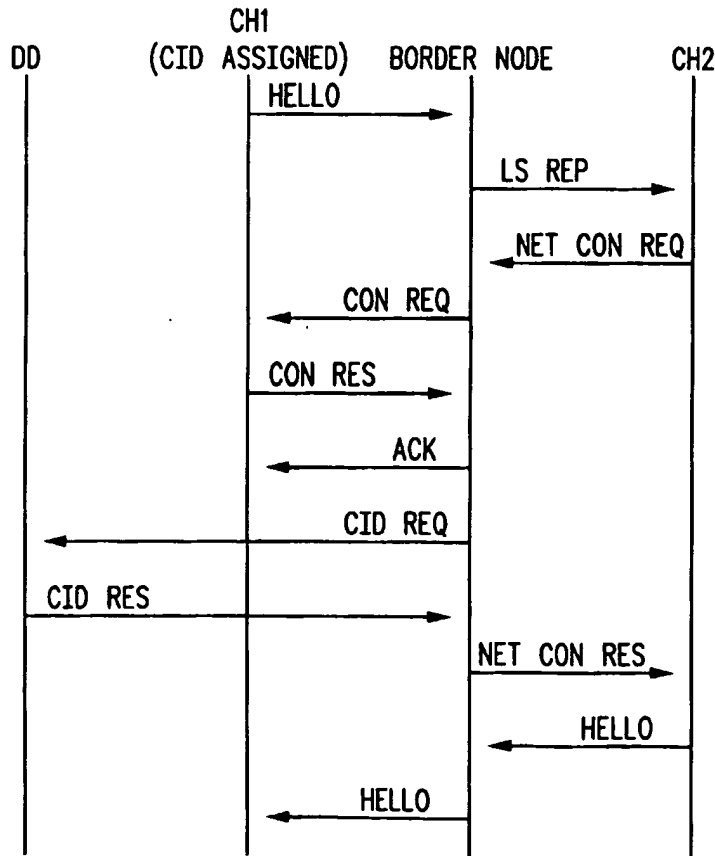 CH1
DD (CID ASSIGNED) BORDER NODE CH2
HELLO
LS REP
NET CON REQ
CON REQ
CON RES
ACK
CID REQ
CID RES
NET CON RES
HELLO
HELLO